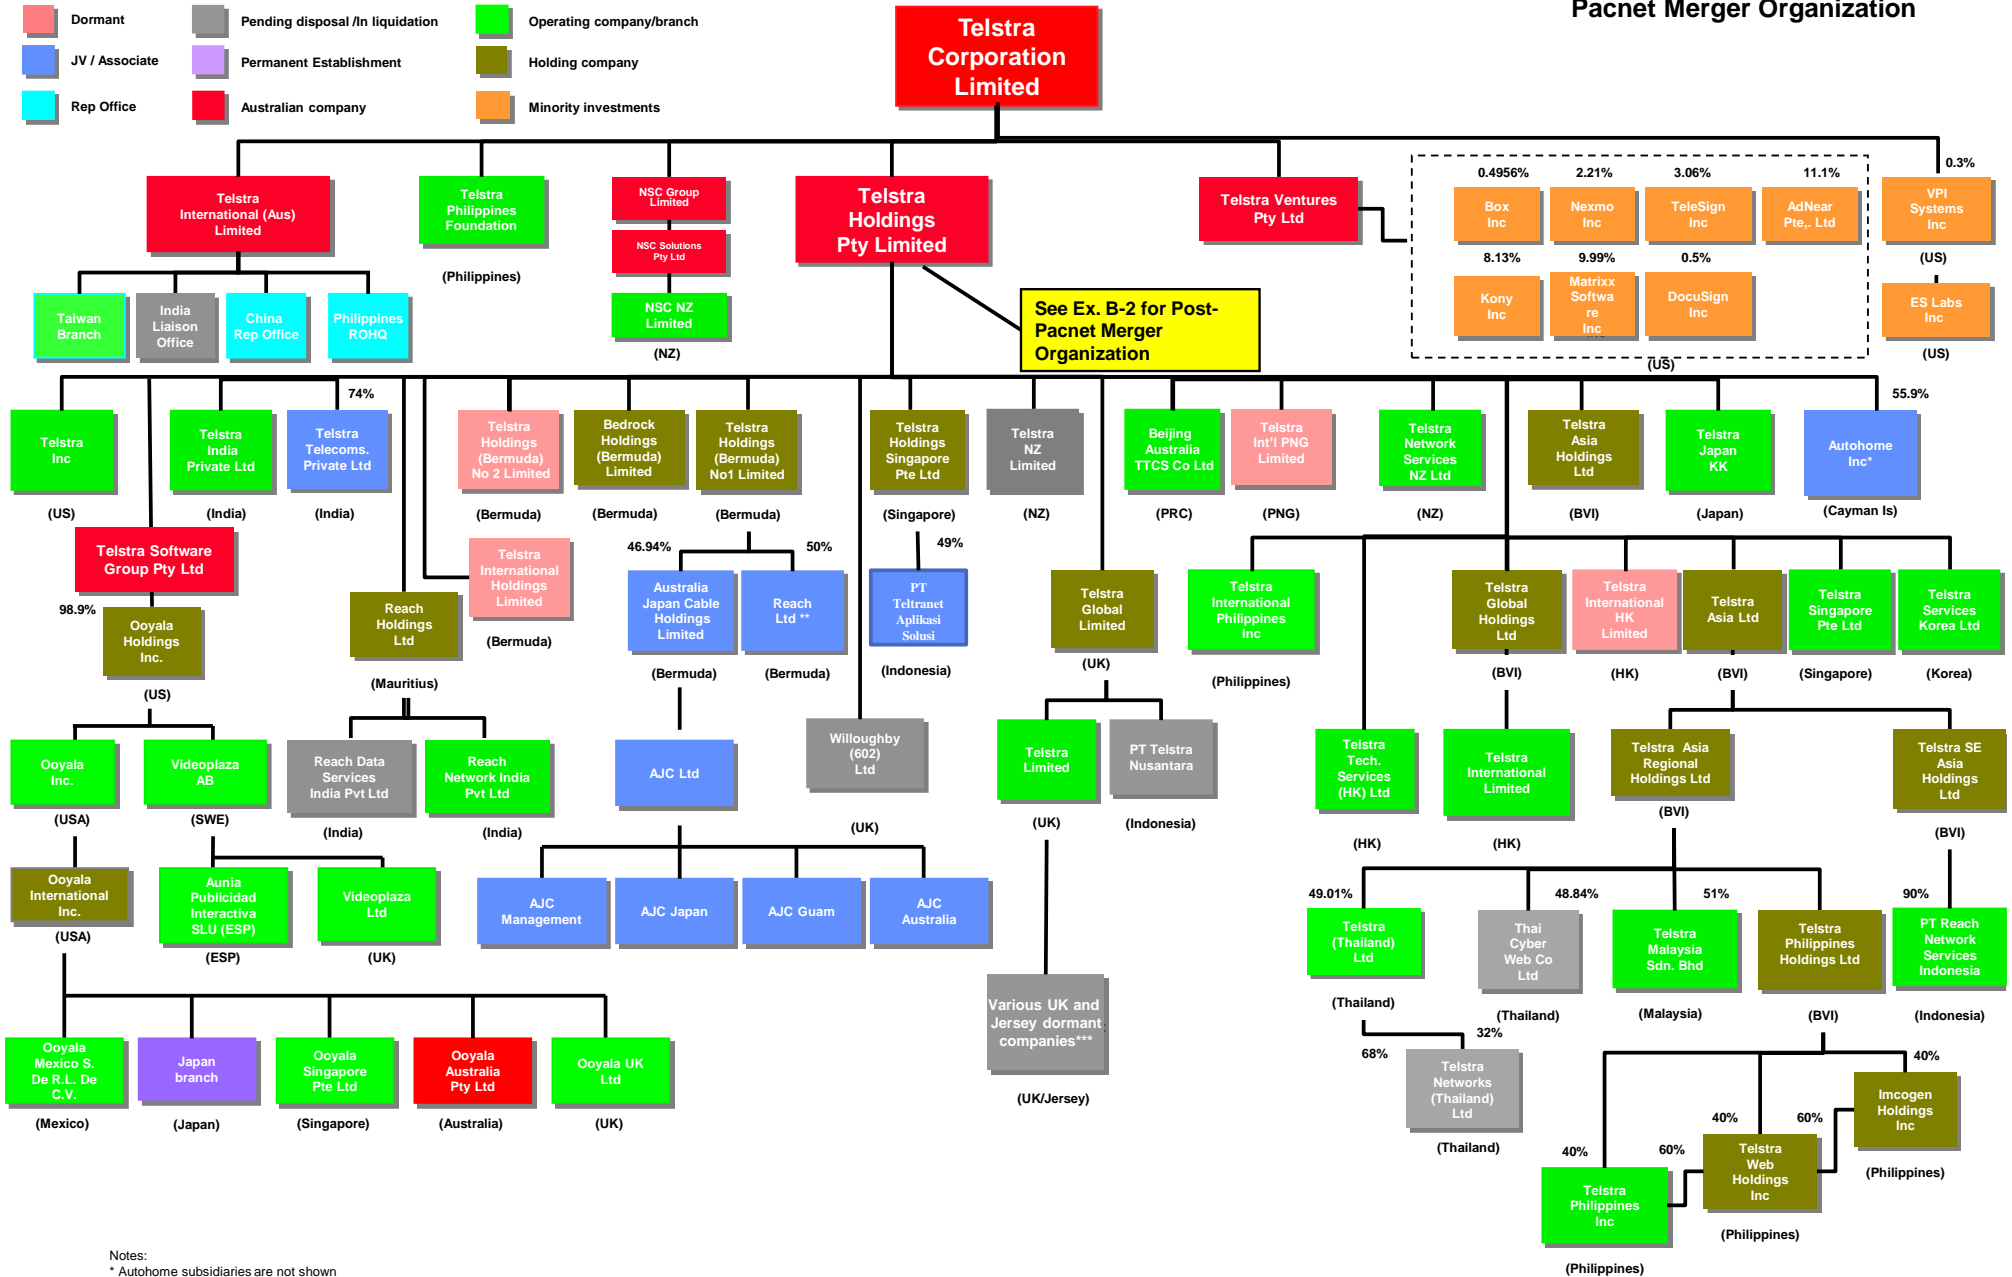 Pacnet Merger Organization
Dormant
Pending disposal /In liquidation
Operating company/branch
JV / Associate
Permanent Establishment
Holding company
Rep Office
Australian company
Minority investments
Telstra
Corporation
Limited
Telstra
International (Aus)
Limited
Telstra
Philippines
Foundation
(Philippines)
NSC Group
Limited
NSC Solutions
Pty Ltd
NSC NZ
Limited
(NZ)
Telstra
Holdings
Pty Limited
Telstra Ventures
Pty Ltd
0.4956%
2.21%
3.06%
11.1%
Box
Inc
Nexmo
Inc
TeleSign
Inc
AdNear
Pte,. Ltd
8.13%
9.99%
0.5%
Kony
Inc
Matrixx
Softwa
re
Inc
DocuSign
Inc
(US)
0.3%
VPI
Systems
Inc
(US)
ES Labs
Inc
(US)
Taiwan
Branch
India
Liaison
Office
China
Rep Office
Philippines
ROHQ
See Ex. B-2 for Post-
Pacnet Merger
Organization
74%
55.9%
Telstra
Inc
(US)
Telstra
India
Private Ltd
(India)
Telstra
Telecoms.
Private Ltd
(India)
Telstra
Holdings
(Bermuda)
No 2 Limited
(Bermuda)
Bedrock
Holdings
(Bermuda)
Limited
(Bermuda)
Telstra
Holdings
(Bermuda)
No1 Limited
(Bermuda)
Telstra
Holdings
Singapore
Pte Ltd
(Singapore)
Telstra
NZ
Limited
(NZ)
Beijing
Australia
TTCS Co Ltd
(PRC)
Telstra
Int'l PNG
Limited
(PNG)
Telstra
Network
Services
NZ Ltd
(NZ)
Telstra
Asia
Holdings
Ltd
(BVI)
Telstra
Japan
KK
(Japan)
Autohome
Inc*
(Cayman Is)
Telstra Software
Group Pty Ltd
98.9%
Ooyala
Holdings
Inc.
(US)
Reach
Holdings
Ltd
(Mauritius)
Telstra
International
Holdings
Limited
(Bermuda)
46.94%
50%
49%
Australia
Japan Cable
Holdings
Limited
(Bermuda)
Reach
Ltd **
(Bermuda)
PT
Teltranet
Aplikasi
Solusi
(Indonesia)
Telstra
Global
Limited
(UK)
Telstra
International
Philippines
Inc
(Philippines)
Telstra
Global
Holdings
Ltd
(BVI)
Telstra
International
HK
Limited
(HK)
Telstra
Asia Ltd
(BVI)
Telstra
Singapore
Pte Ltd
(Singapore)
Telstra
Services
Korea Ltd
(Korea)
Ooyala
Inc.
(USA)
Videoplaza
AB
(SWE)
Reach Data
Services
India Pvt Ltd
(India)
Reach
Network India
Pvt Ltd
(India)
AJC Ltd
Willoughby
(602)
Ltd
(UK)
Telstra
Limited
(UK)
PT Telstra
Nusantara
(Indonesia)
Telstra
Tech.
Services
(HK) Ltd
(HK)
Telstra
International
Limited
(HK)
Telstra Asia
Regional
Holdings Ltd
(BVI)
Telstra SE
Asia
Holdings
Ltd
(BVI)
Ooyala
International
Inc.
(USA)
Aunia
Publicidad
Interactiva
SLU (ESP)
(ESP)
Videoplaza
Ltd
(UK)
AJC
Management
AJC Japan
AJC Guam
AJC
Australia
49.01%
48.84%
51%
90%
Telstra
(Thailand)
Ltd
(Thailand)
Thai
Cyber
Web Co
Ltd
(Thailand)
Telstra
Malaysia
Sdn. Bhd
(Malaysia)
Telstra
Philippines
Holdings Ltd
(BVI)
PT Reach
Network
Services
Indonesia
(Indonesia)
Various UK and
Jersey dormant
companies***
(UK/Jersey)
68%
32%
Telstra
Networks
(Thailand)
Ltd
(Thailand)
Ooyala
Mexico S.
De R.L. De
C.V.
(Mexico)
Japan
branch
(Japan)
Ooyala
Singapore
Pte Ltd
(Singapore)
Ooyala
Australia
Pty Ltd
(Australia)
Ooyala UK
Ltd
(UK)
40%
Imcogen
Holdings
Inc
(Philippines)
40%
60%
Telstra
Web
Holdings
Inc
(Philippines)
40%
60%
Telstra
Philippines
Inc
(Philippines)
Notes:
* Autohome subsidiaries are not shown